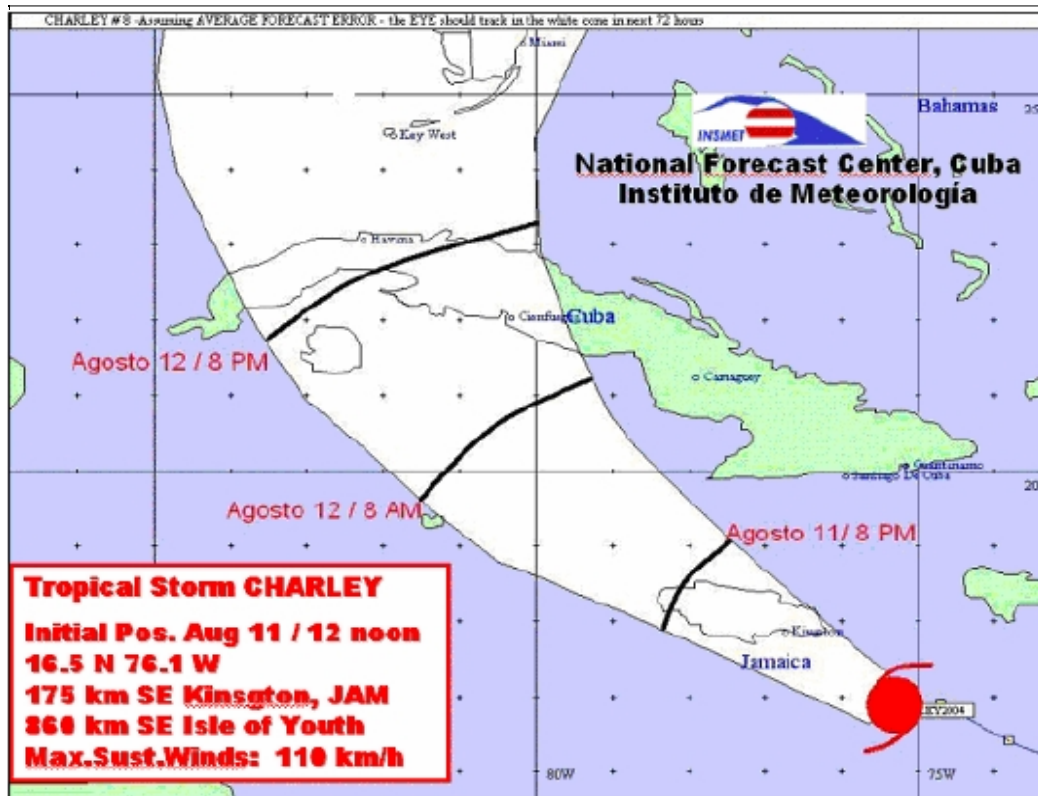 CHARLEY # 8 -Assuming AVERAGE FORECAST ERROR - the EYE should track in the white cone in next 72 hours
Miami
Bahamas
25
INSMET
Key West
National Forecast Center, Cuba
Instituto de Meteorología
Havana
Cienfuegos
Cuba
Agosto 12 / 8 PM
Camaguey
Guantanamo
Santiago De Cuba
20
Agosto 12 / 8 AM
Agosto 11/ 8 PM
Tropical Storm CHARLEY
Initial Pos. Aug 11 / 12 noon
16.5 N 76.1 W
175 km SE Kinsgton, JAM
860 km SE Isle of Youth
Max.Sust.Winds: 110 km/h
Kingston
Jamaica
EY2004
80W
75W